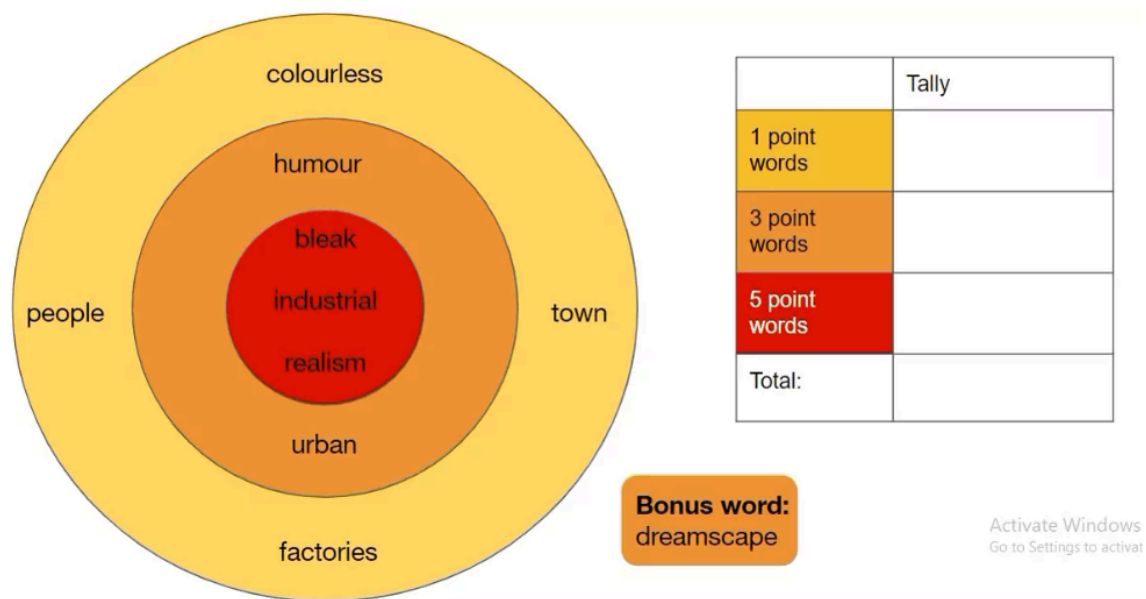 colourless
humour
bleak
industrial
people
town
realism
urban
factories
Tally
1 point
words
3 point
words
5 point
words
Total:
Bonus word:
dreamscape
Activate Windows
Go to Settings to activat